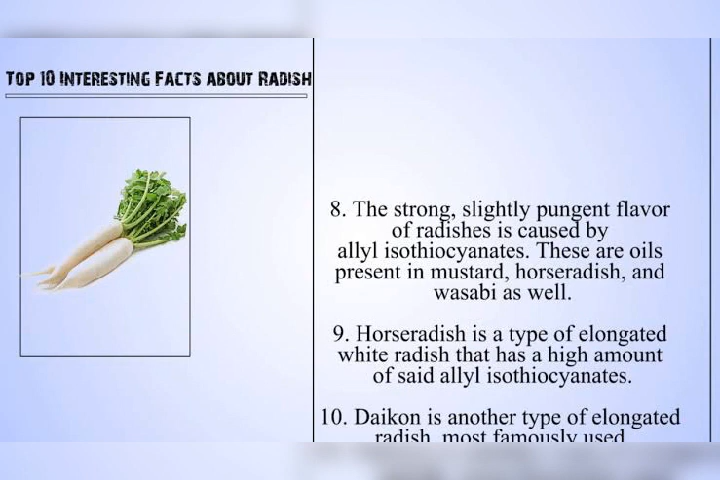 Top 10 Interesting Facts about Radish
8. The strong, slightly pungent flavor
of radishes is caused by
allyl isothiocyanates. These are oils
present in mustard, horseradish, and
wasabi as well.
9. Horseradish is a type of elongated
white radish that has a high amount
of said allyl isothiocyanates.
10. Daikon is another type of elongated
radish, most famously used